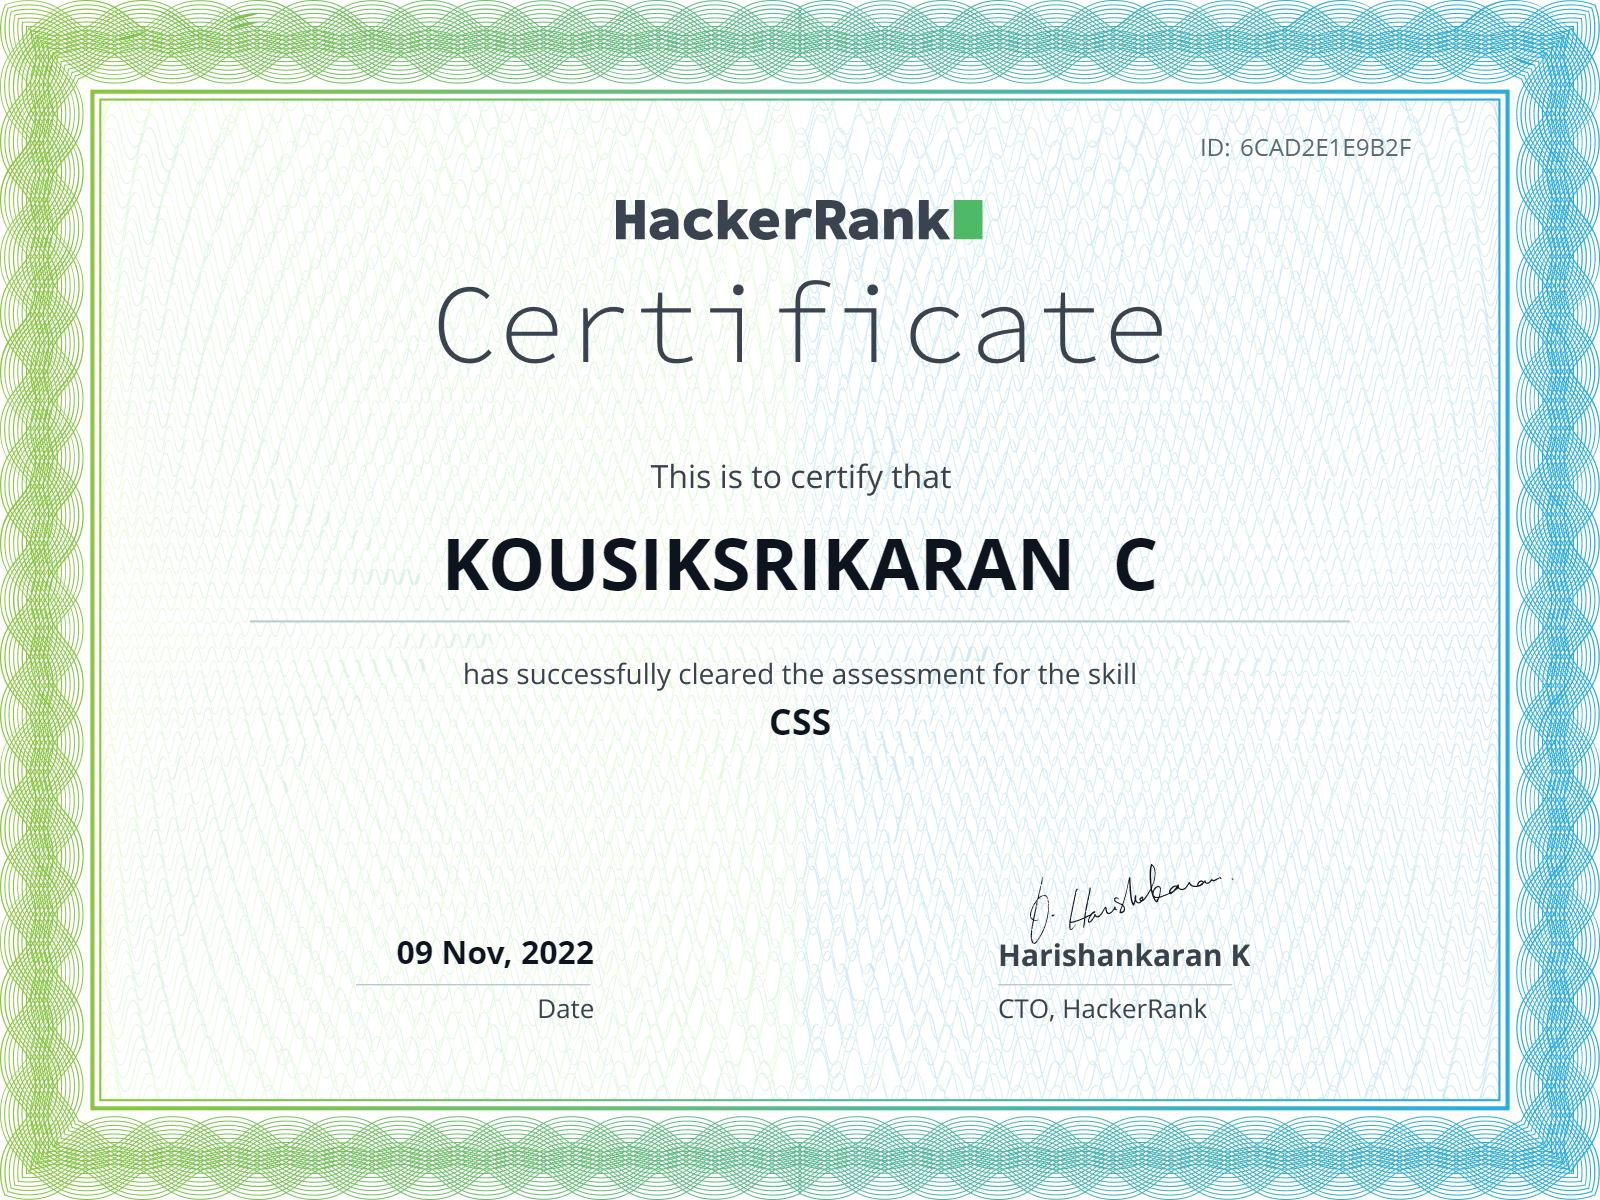 ID: 6CAD2E1E9B2F
HackerRank
Certificate
This is to certify that
KOUSIKSRIKARAN C
has successfully cleared the assessment for the skill
CSS
09 Nov, 2022
Date
Harishankaran K
CTO, HackerRank